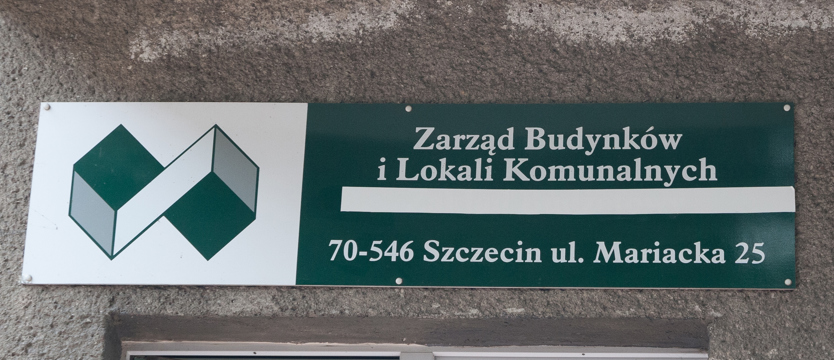 Zarząd Budynków
i Lokali Komunalnych
70-546 Szczecin ul. Mariacka 25